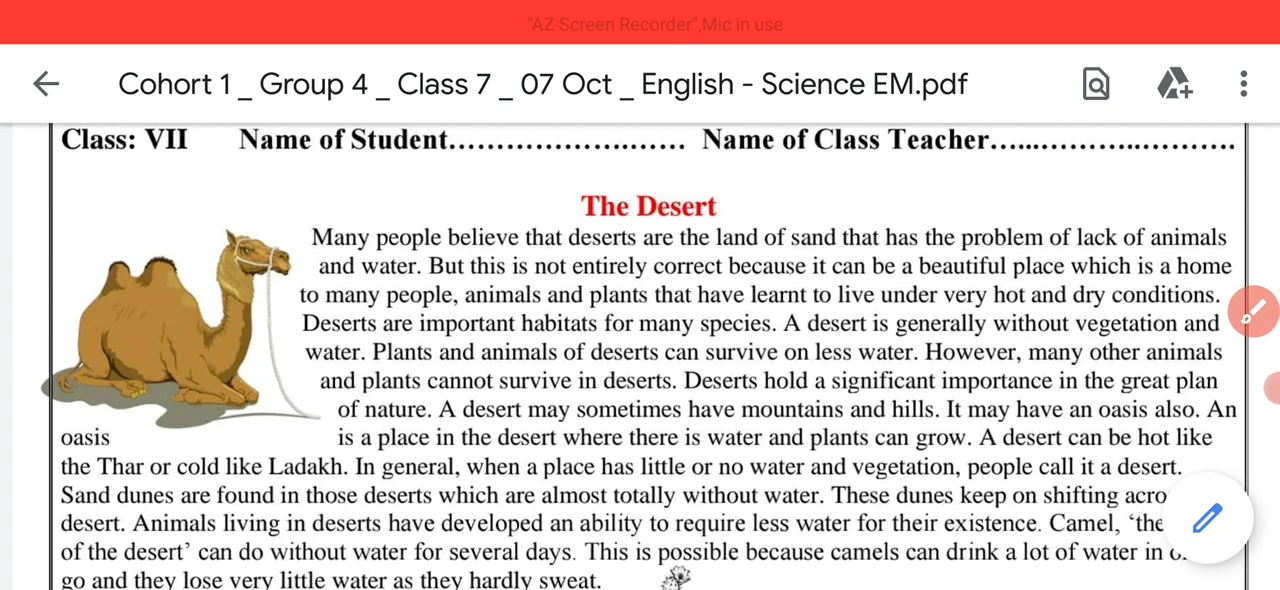 "AZ Screen Recorder",Mic in use
Cohort 1 _ Group 4 _ Class 7 _ 07 Oct _ English - Science EM.pdf
Class: VII Name of Student……………………… Name of Class Teacher…..………………………
The Desert
Many people believe that deserts are the land of sand that has the problem of lack of animals
and water. But this is not entirely correct because it can be a beautiful place which is a home
to many people, animals and plants that have learnt to live under very hot and dry conditions.
Deserts are important habitats for many species. A desert is generally without vegetation and
water. Plants and animals of deserts can survive on less water. However, many other animals
and plants cannot survive in deserts. Deserts hold a significant importance in the great plan
of nature. A desert may sometimes have mountains and hills. It may have an oasis also. An
oasis is a place in the desert where there is water and plants can grow. A desert can be hot like
the Thar or cold like Ladakh. In general, when a place has little or no water and vegetation, people call it a desert.
Sand dunes are found in those deserts which are almost totally without water. These dunes keep on shifting acro
desert. Animals living in deserts have developed an ability to require less water for their existence. Camel, ‘the
of the desert’ can do without water for several days. This is possible because camels can drink a lot of water in
go and they lose very little water as they hardly sweat.